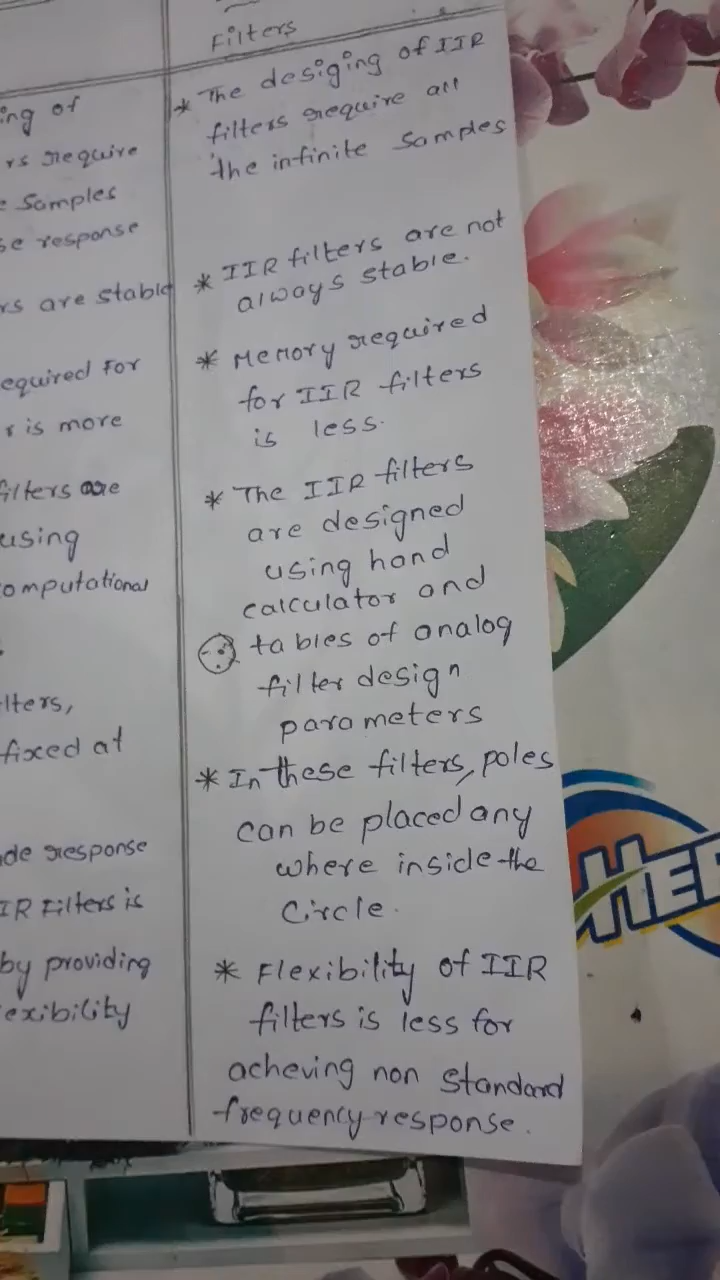 Filters
ing of
rs require
e Samples
se response
rs are stable
equired For
r is more
filters are
using
omputational
lters,
fixed at
de response
IR Filters is
by providing
exibility
* The desiging of IIR
filters require all
the infinite Samples
* IIR filters are not
always stable.
* Memory required
for IIR filters
is less.
* The IIR filters
are designed
using hand
calculator and
tables of analog
filter design
parameters
* In these filters, poles
can be placed any
where inside the
Circle.
* Flexibility of IIR
filters is less for
acheving non Standard
frequency response.
HER